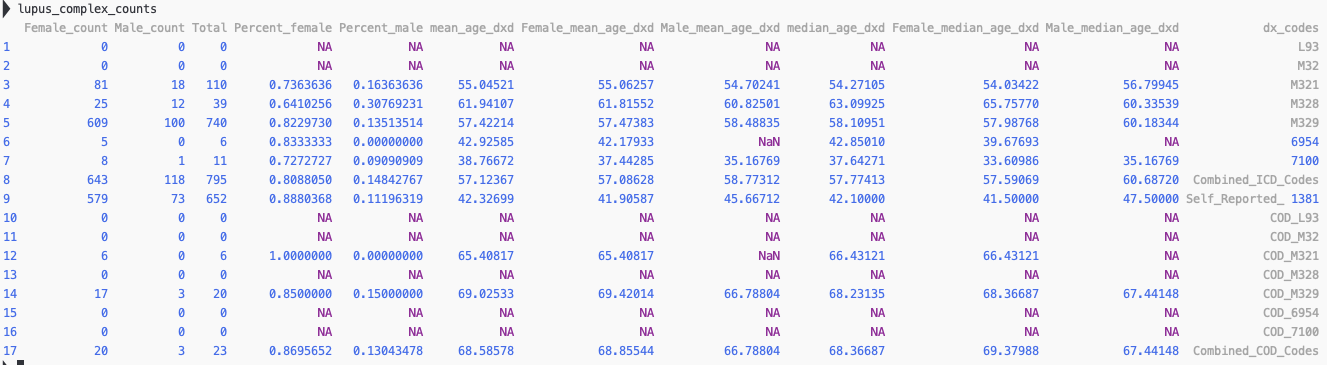 lupus_complex_counts
Female_count Male_count Total Percent_female Percent_male mean_age_dxd Female_mean_age_dxd Male_mean_age_dxd median_age_dxd Female_median_age_dxd Male_median_age_dxd dx_codes
1 0 0 0 NA NA NA NA NA NA NA NA L93
2 0 0 0 NA NA NA NA NA NA NA NA M32
3 81 18 110 0.7363636 0.16363636 55.04521 55.06257 54.70241 54.27105 54.03422 56.79945 M321
4 25 12 39 0.6410256 0.30769231 61.94107 61.81552 60.82501 63.09925 65.75770 60.33539 M328
5 609 100 740 0.8229730 0.13513514 57.42214 57.47383 58.48835 58.10951 57.98768 60.18344 M329
6 5 0 6 0.8333333 0.00000000 42.92585 42.17933 NaN 42.85010 39.67693 NA 6954
7 8 1 11 0.7272727 0.09090909 38.76672 37.44285 35.16769 37.64271 33.60986 35.16769 7100
8 643 118 795 0.8088050 0.14842767 57.12367 57.08628 58.77312 57.77413 57.59069 60.68720 Combined_ICD_Codes
9 579 73 652 0.8880368 0.11196319 42.32699 41.90587 45.66712 42.10000 41.50000 47.50000 Self_Reported_ 1381
10 0 0 0 NA NA NA NA NA NA NA NA COD_L93
11 0 0 0 NA NA NA NA NA NA NA NA COD_M32
12 6 0 6 1.0000000 0.00000000 65.40817 65.40817 NaN 66.43121 66.43121 NA COD_M321
13 0 0 0 NA NA NA NA NA NA NA NA COD_M328
14 17 3 20 0.8500000 0.15000000 69.02533 69.42014 66.78804 68.23135 68.36687 67.44148 COD_M329
15 0 0 0 NA NA NA NA NA NA NA NA COD_6954
16 0 0 0 NA NA NA NA NA NA NA NA COD_7100
17 20 3 23 0.8695652 0.13043478 68.58578 68.85544 66.78804 68.36687 69.37988 67.44148 Combined_COD_Codes